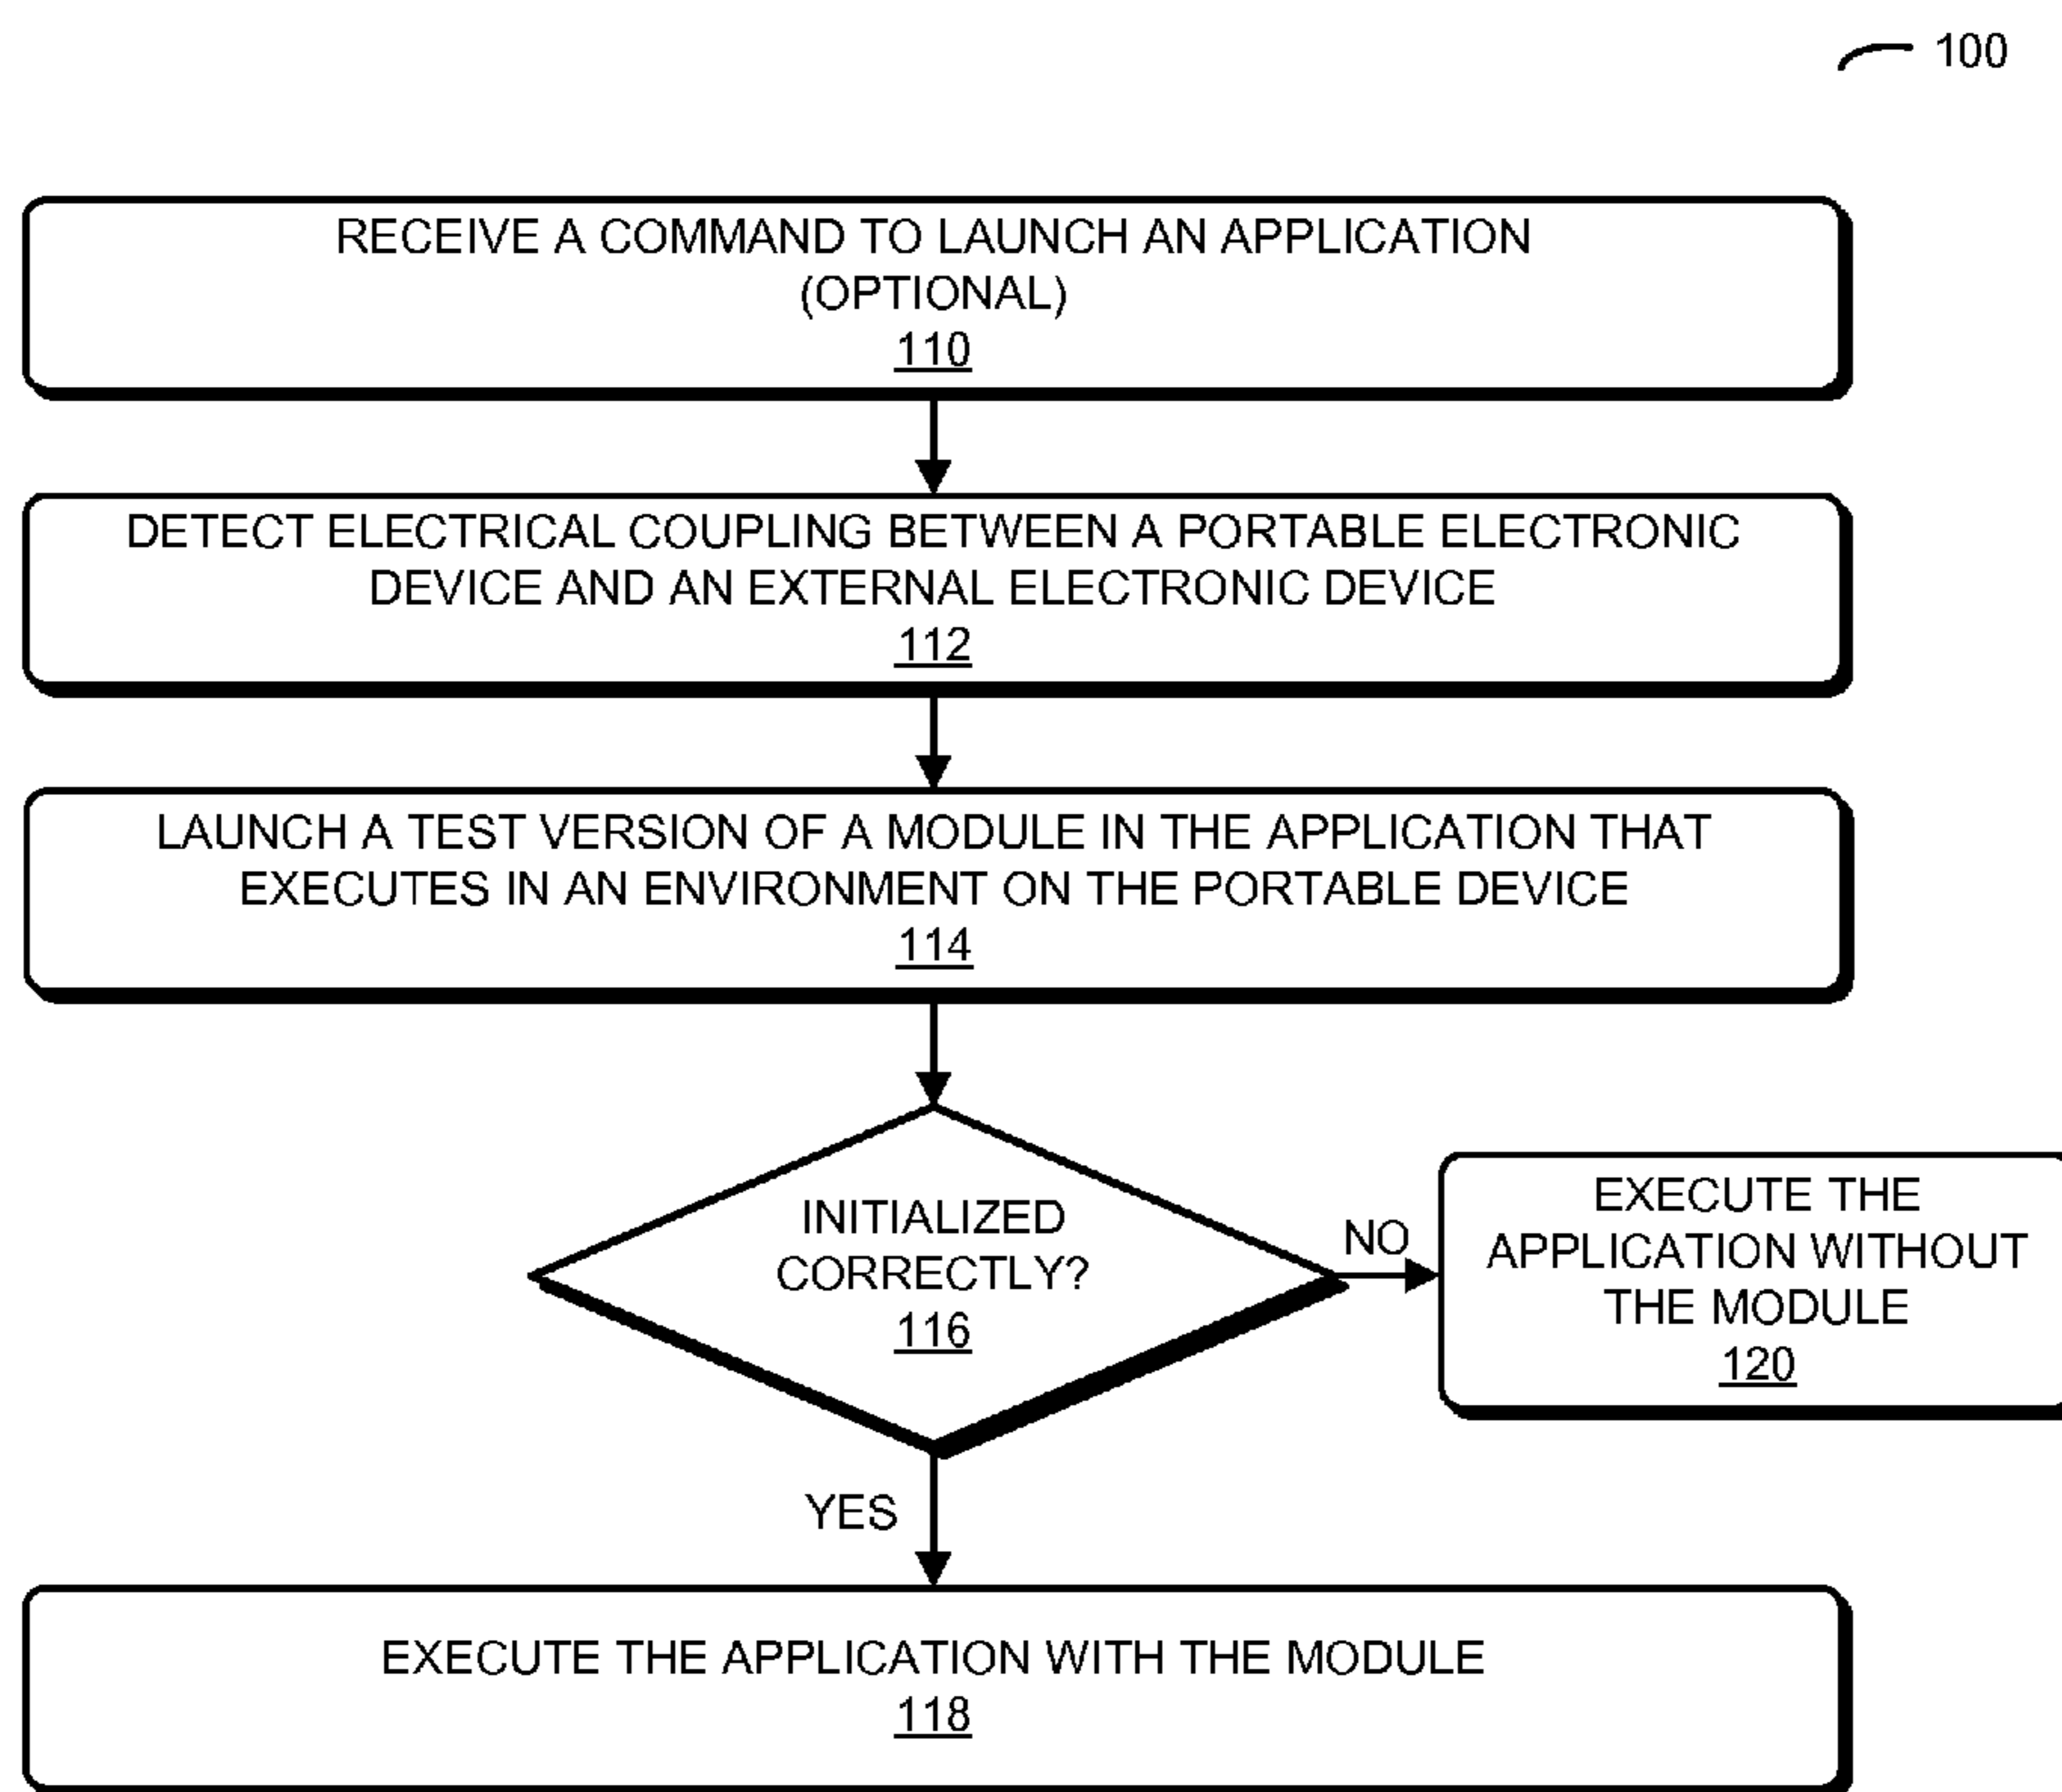 100
RECEIVE A COMMAND TO LAUNCH AN APPLICATION
(OPTIONAL)
110
DETECT ELECTRICAL COUPLING BETWEEN A PORTABLE ELECTRONIC
DEVICE AND AN EXTERNAL ELECTRONIC DEVICE
112
LAUNCH A TEST VERSION OF A MODULE IN THE APPLICATION THAT
EXECUTES IN AN ENVIRONMENT ON THE PORTABLE DEVICE
114
INITIALIZED
CORRECTLY?
116
NO
EXECUTE THE
APPLICATION WITHOUT
THE MODULE
120
YES
EXECUTE THE APPLICATION WITH THE MODULE
118